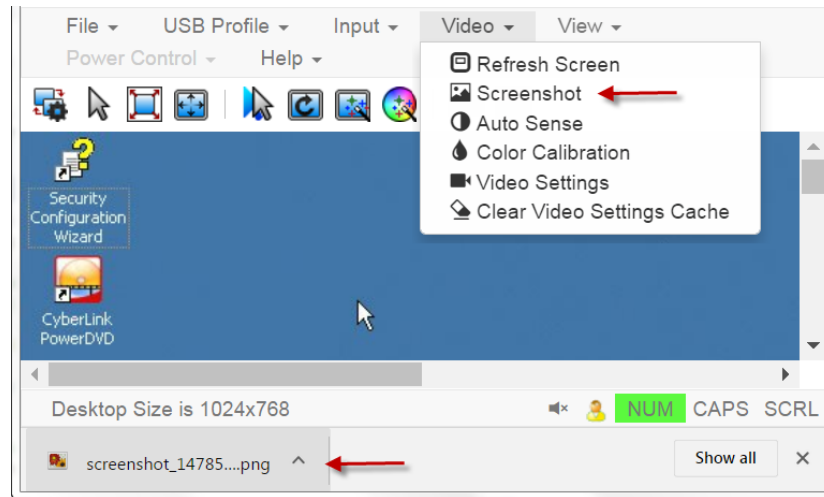 File USB Profile Input Video View
Power Control Help
Refresh Screen
Screenshot
Auto Sense
Color Calibration
Video Settings
Clear Video Settings Cache
Security
Configuration
Wizard
CyberLink
PowerDVD
Desktop Size is 1024x768
NUM CAPS SCRL
screenshot_14785....png
Show all